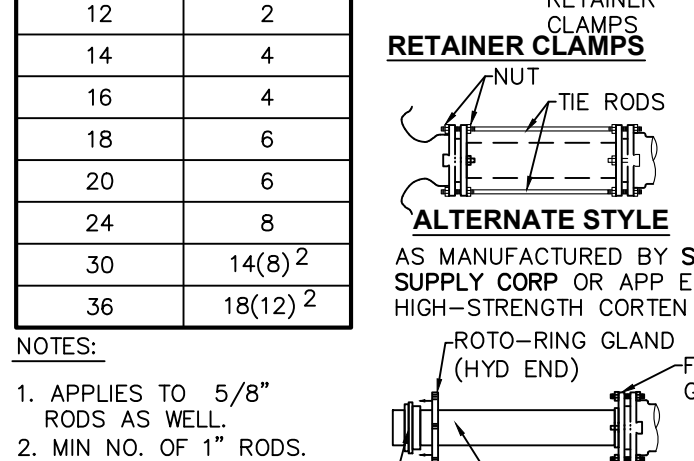 12 2
14 4
16 4
18 6
20 6
24 8
30 14(8) 2
36 18(12) 2
NOTES:
1. APPLIES TO 5/8"
RODS AS WELL.
2. MIN NO. OF 1" RODS.
RETAINER
CLAMPS
RETAINER CLAMPS
NUT
TIE RODS
ALTERNATE STYLE
AS MANUFACTURED BY S
SUPPLY CORP OR APP E
HIGH-STRENGTH CORTEN
ROTO-RING GLAND
(HYD END)
F
G